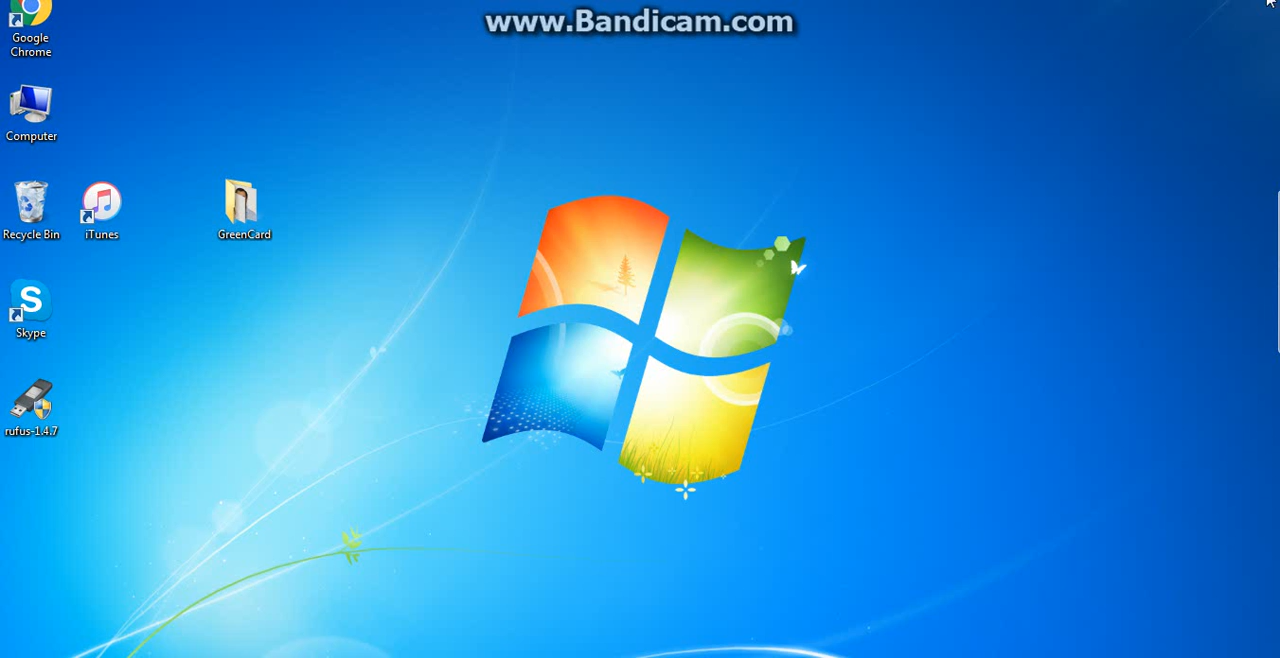 www.Bandicam.com
Google
Chrome
Computer
Recycle Bin
iTunes
GreenCard
S
Skype
rufus-1.4.7